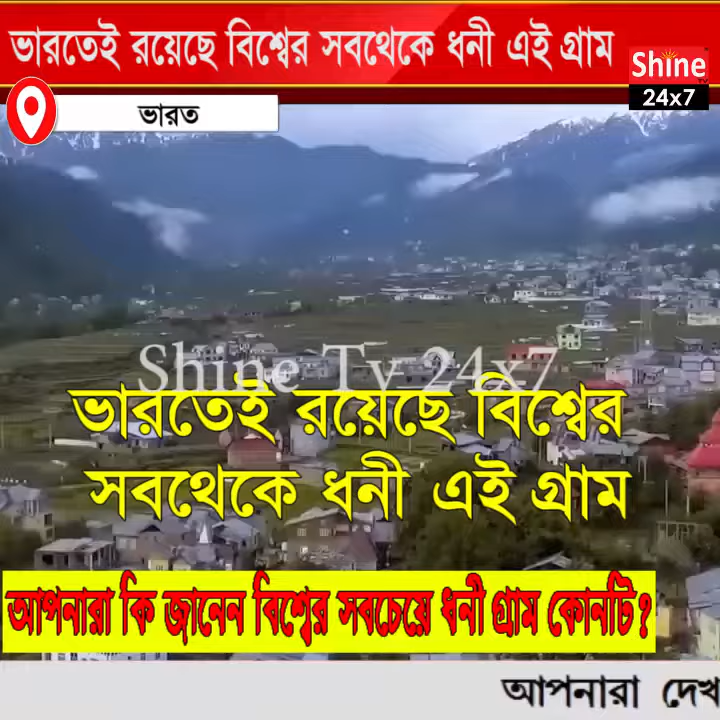 ভারতেই রয়েছে বিশ্বের সবথেকে ধনী এই গ্রাম
Shine
24x7
ভারত
Shine Tv 24x7
ভারতেই রয়েছে বিশ্বের
সবথেকে ধনী এই গ্রাম
আপনারা কি জানেন বিশ্বের সবচেয়ে ধনী গ্রাম কোনটি?
আপনারা দেখ